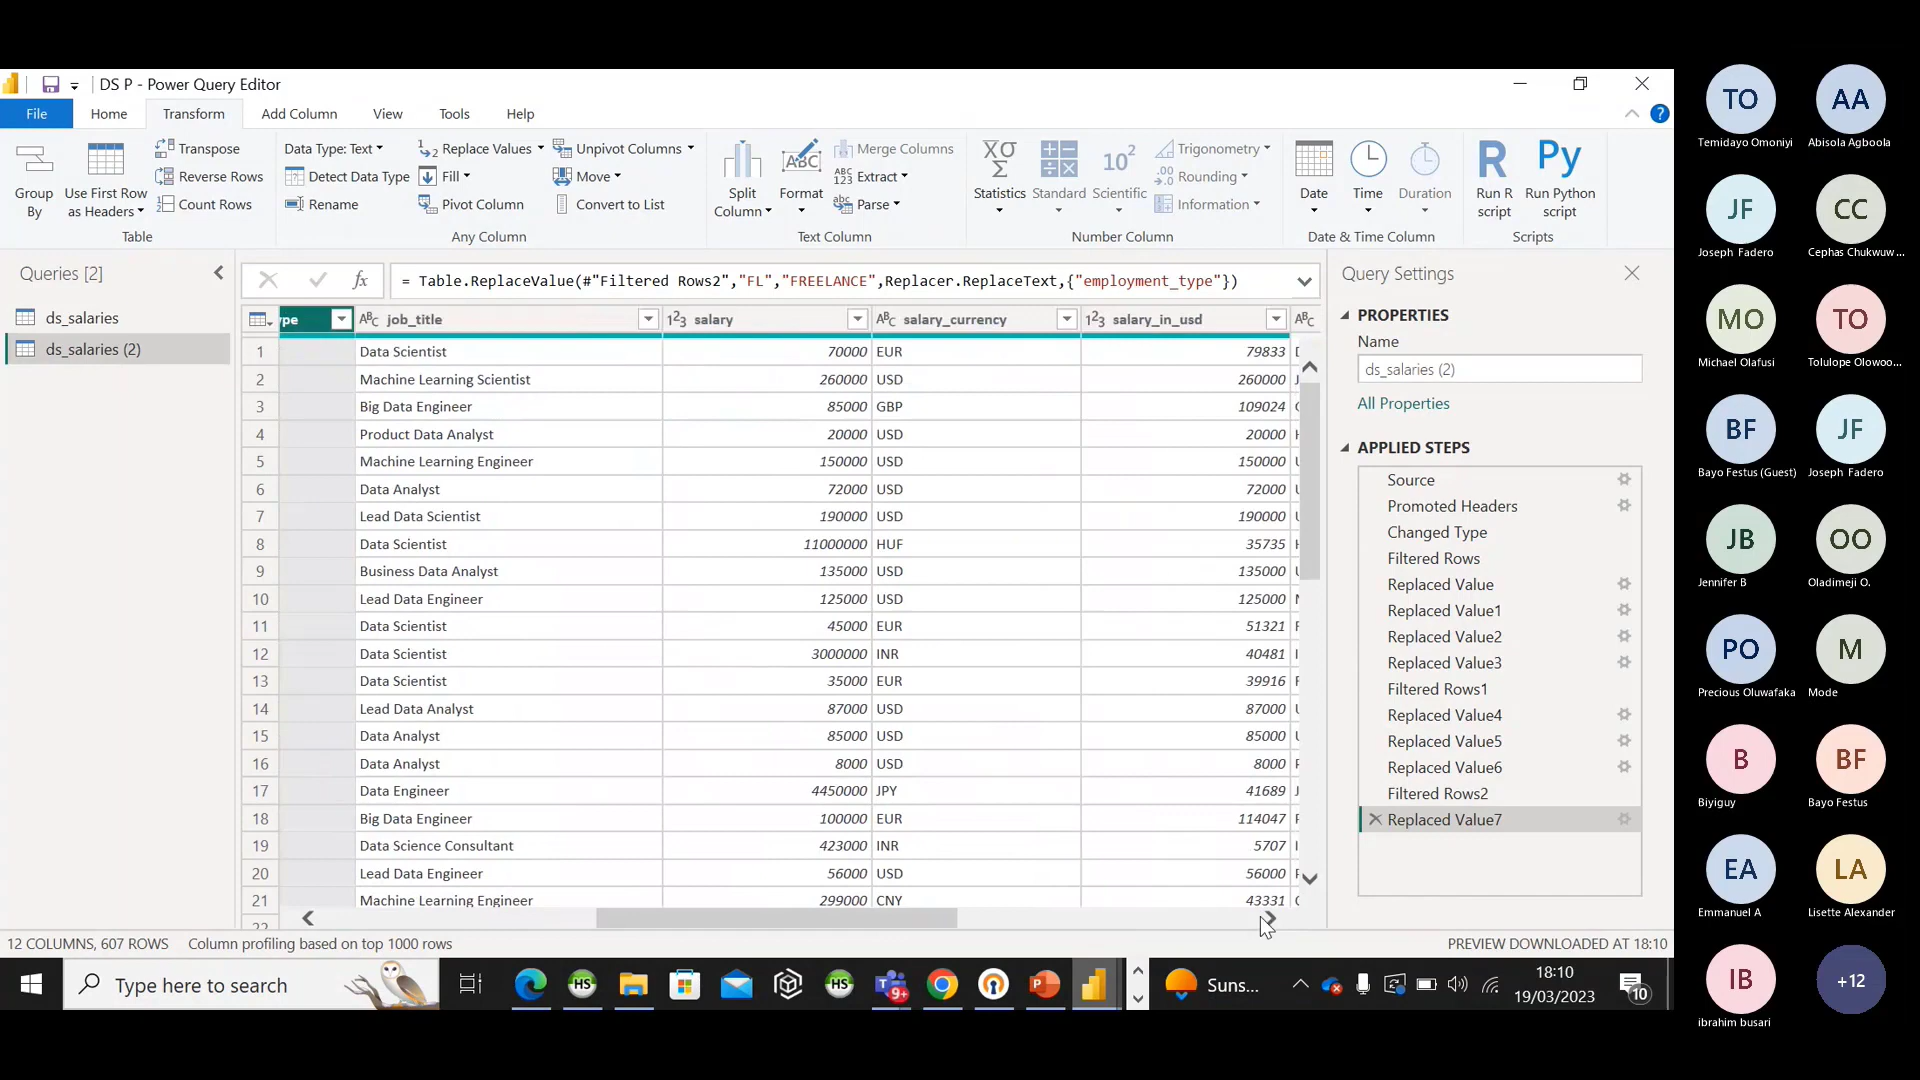 DS P - Power Query Editor
File Home Transform Add Column View Tools Help
Group By
Use First Row as Headers
Transpose
Reverse Rows
Count Rows
Table
Data Type: Text
Detect Data Type
Rename
Replace Values
Fill
Pivot Column
Unpivot Columns
Move
Convert to List
Any Column
Split Column
Format
Merge Columns
Extract
Parse
Text Column
Statistics
Standard
Scientific
Trigonometry
Rounding
Information
Number Column
Date
Time
Duration
Date & Time Column
Run R script
Run Python script
Scripts
Queries [2]
ds_salaries
ds_salaries (2)
= Table.ReplaceValue(#"Filtered Rows2","FL","FREELANCE",Replacer.ReplaceText,{"employment_type"})
ype job_title salary salary_currency salary_in_usd
1 Data Scientist 70000 EUR 79833
2 Machine Learning Scientist 260000 USD 260000
3 Big Data Engineer 85000 GBP 109024
4 Product Data Analyst 20000 USD 20000
5 Machine Learning Engineer 150000 USD 150000
6 Data Analyst 72000 USD 72000
7 Lead Data Scientist 190000 USD 190000
8 Data Scientist 11000000 HUF 35735
9 Business Data Analyst 135000 USD 135000
10 Lead Data Engineer 125000 USD 125000
11 Data Scientist 45000 EUR 51321
12 Data Scientist 3000000 INR 40481
13 Data Scientist 35000 EUR 39916
14 Lead Data Analyst 87000 USD 87000
15 Data Analyst 85000 USD 85000
16 Data Analyst 8000 USD 8000
17 Data Engineer 4450000 JPY 41689
18 Big Data Engineer 100000 EUR 114047
19 Data Science Consultant 423000 INR 5707
20 Lead Data Engineer 56000 USD 56000
21 Machine Learning Engineer 299000 CNY 43331
Query Settings
PROPERTIES
Name
ds_salaries (2)
All Properties
APPLIED STEPS
Source
Promoted Headers
Changed Type
Filtered Rows
Replaced Value
Replaced Value1
Replaced Value2
Replaced Value3
Filtered Rows1
Replaced Value4
Replaced Value5
Replaced Value6
Filtered Rows2
Replaced Value7
12 COLUMNS, 607 ROWS Column profiling based on top 1000 rows
PREVIEW DOWNLOADED AT 18:10
Type here to search
Suns...
18:10
19/03/2023
10
TO AA
Temidayo Omoniyi Abisola Agboola
JF CC
Joseph Fadero Cephas Chukwuw...
MO TO
Michael Olafusi Tolulope Olowoo...
BF JF
Bayo Festus (Guest) Joseph Fadero
JB OO
Jennifer B Oladimeji O.
PO M
Precious Oluwafaka Mode
B BF
Biyiguy Bayo Festus
EA LA
Emmanuel A Lisette Alexander
IB +12
ibrahim busari